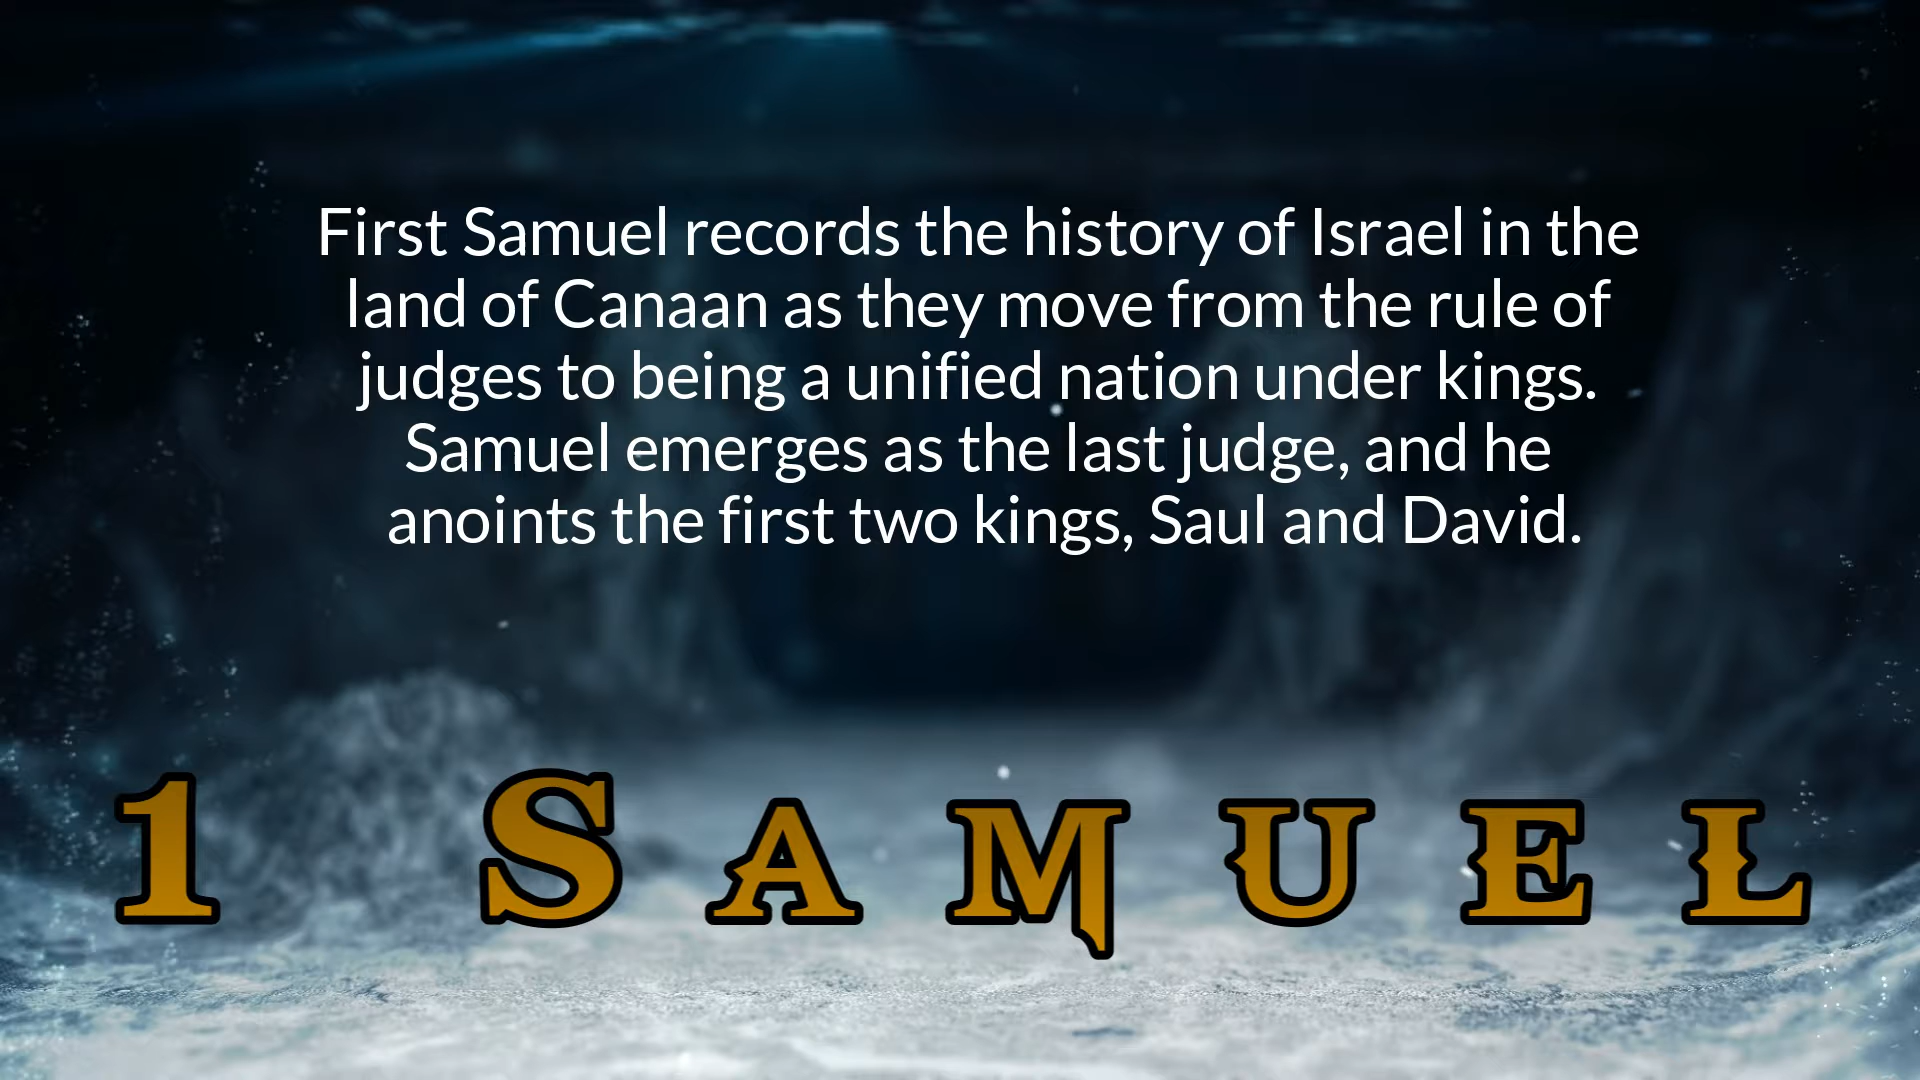 First Samuel records the history of Israel in the
land of Canaan as they move from the rule of
judges to being a unified nation under kings.
Samuel emerges as the last judge, and he
anoints the first two kings, Saul and David.
1 SAMUEL